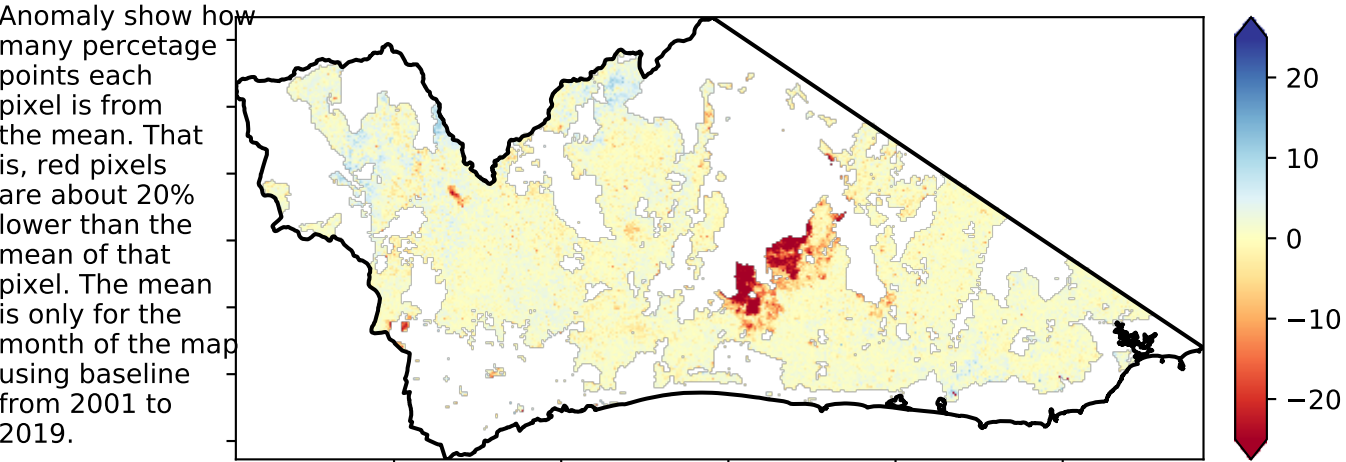 Anomaly show how
many percetage
points each
pixel is from
the mean. That
is, red pixels
are about 20%
lower than the
mean of that
pixel. The mean
is only for the
month of the map
using baseline
from 2001 to
2019.
20
10
0
−10
−20